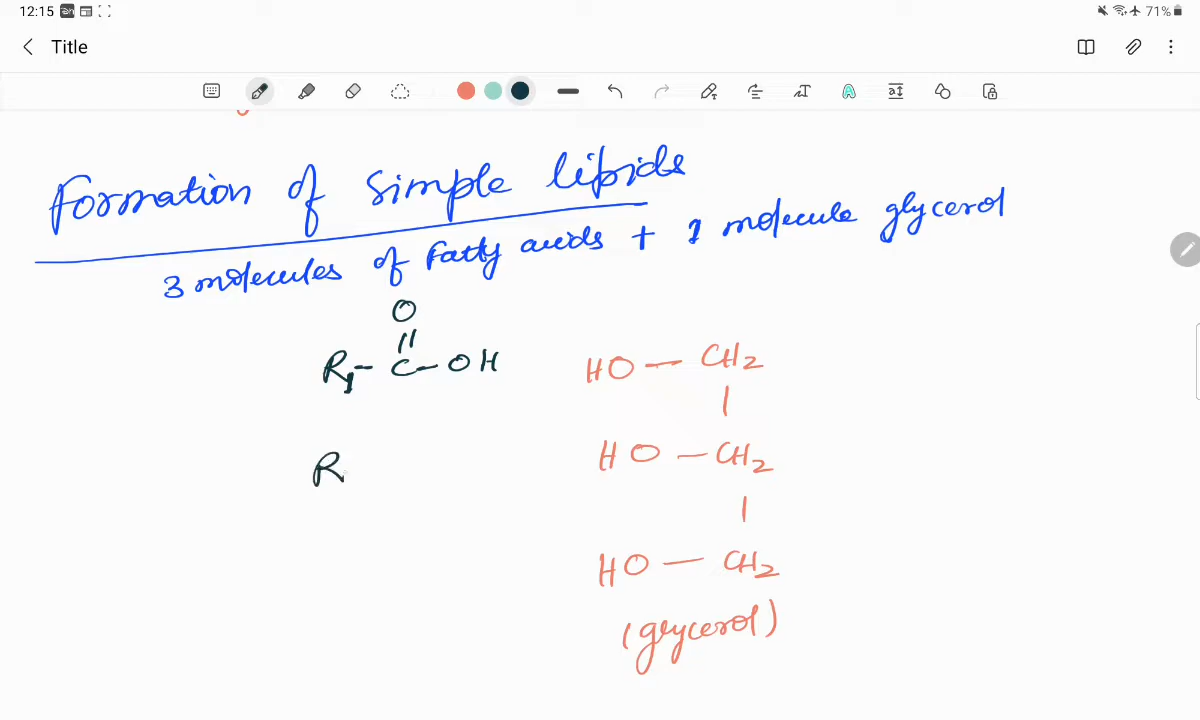 12:15
71%
Title
Formation of simple lipids
3 molecules of fatty acids + 1 molecule glycerol
O
||
R₁ - C - OH HO — CH₂
|
R HO — CH₂
|
HO — CH₂
(glycerol)